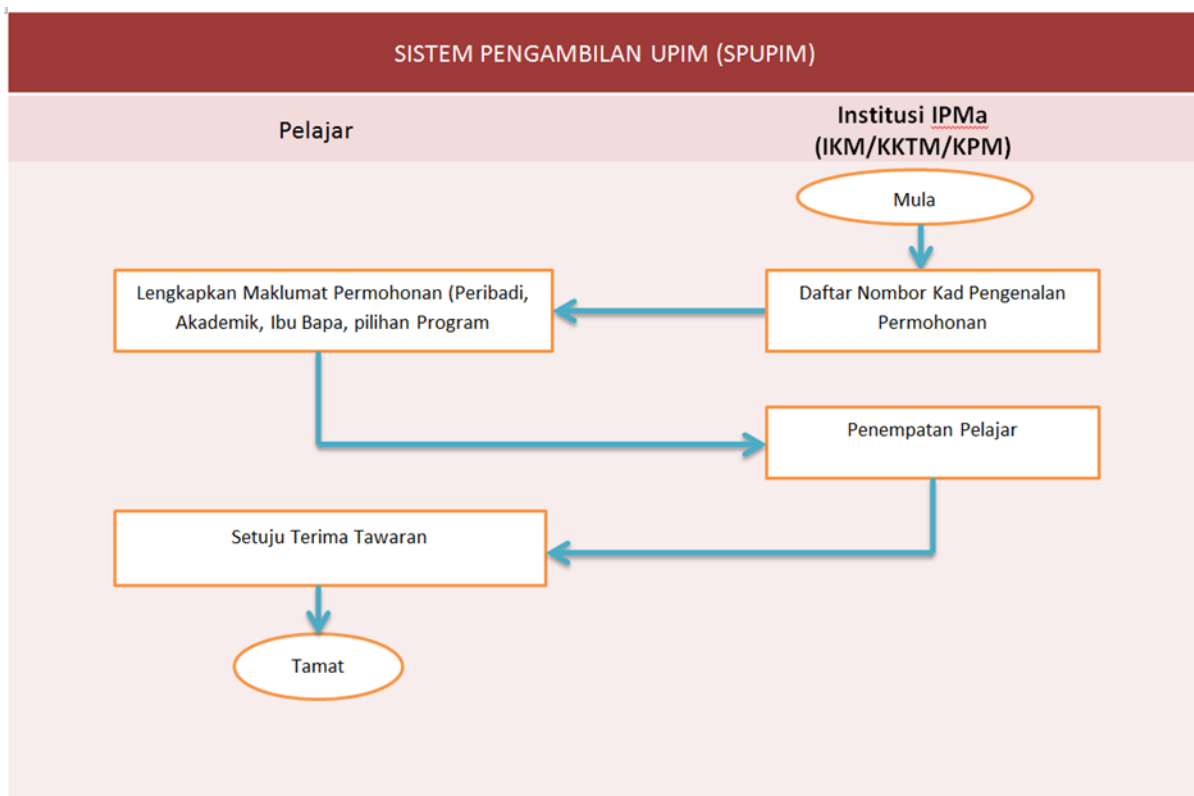 SISTEM PENGAMBILAN UPIM (SPUPIM)
Pelajar
Institusi IPMa
(IKM/KKTM/KPM)
Mula
Daftar Nombor Kad Pengenalan
Permohonan
Lengkapkan Maklumat Permohonan (Peribadi,
Akademik, Ibu Bapa, pilihan Program
Penempatan Pelajar
Setuju Terima Tawaran
Tamat